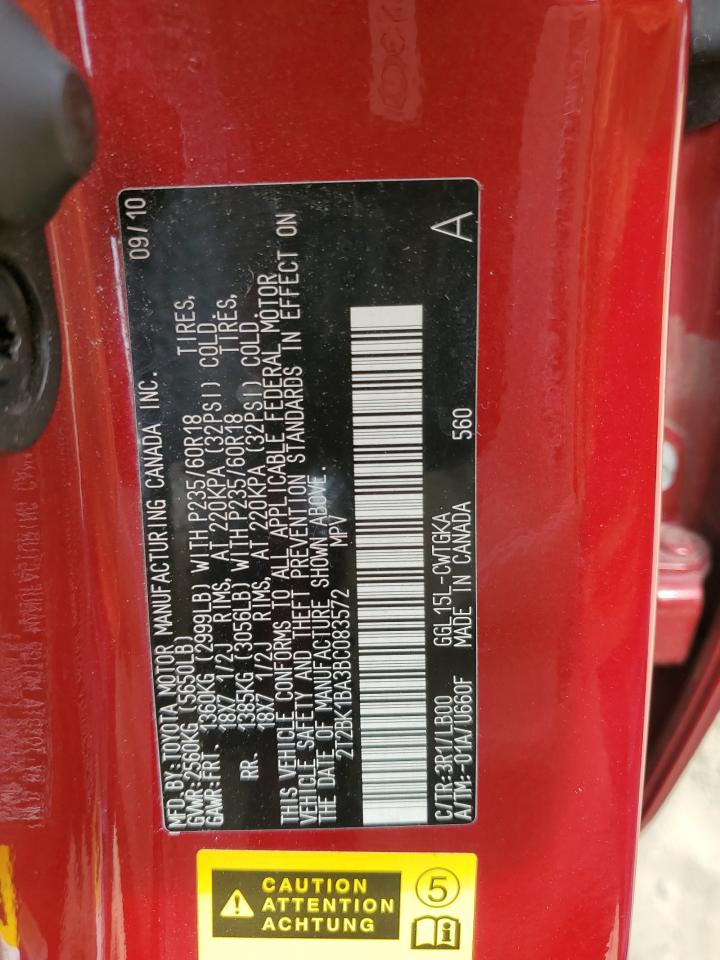 MFD.BY:TOYOTA MOTOR MANUFACTURING CANADA INC. 09/10
GVWR:2560KG (5650LB)
GAWR:FRT. 1360KG (2999LB) WITH P235/60R18 TIRES,
18X7 1/2J RIMS, AT 220KPA (32PSI) COLD.
RR. 1385KG (3056LB) WITH P235/60R18 TIRES,
18X7 1/2J RIMS, AT 220KPA (32PSI) COLD.
THIS VEHICLE CONFORMS TO ALL APPLICABLE FEDERAL MOTOR
VEHICLE SAFETY AND THEFT PREVENTION STANDARDS IN EFFECT ON
THE DATE OF MANUFACTURE SHOWN ABOVE.
2T2BK1BA3BC083572 MPV
C/TR:3R1/LB00 GGL15L-CWTGKA 560 A
A/TM:-01A/U660F MADE IN CANADA
CAUTION
ATTENTION
ACHTUNG
5
i